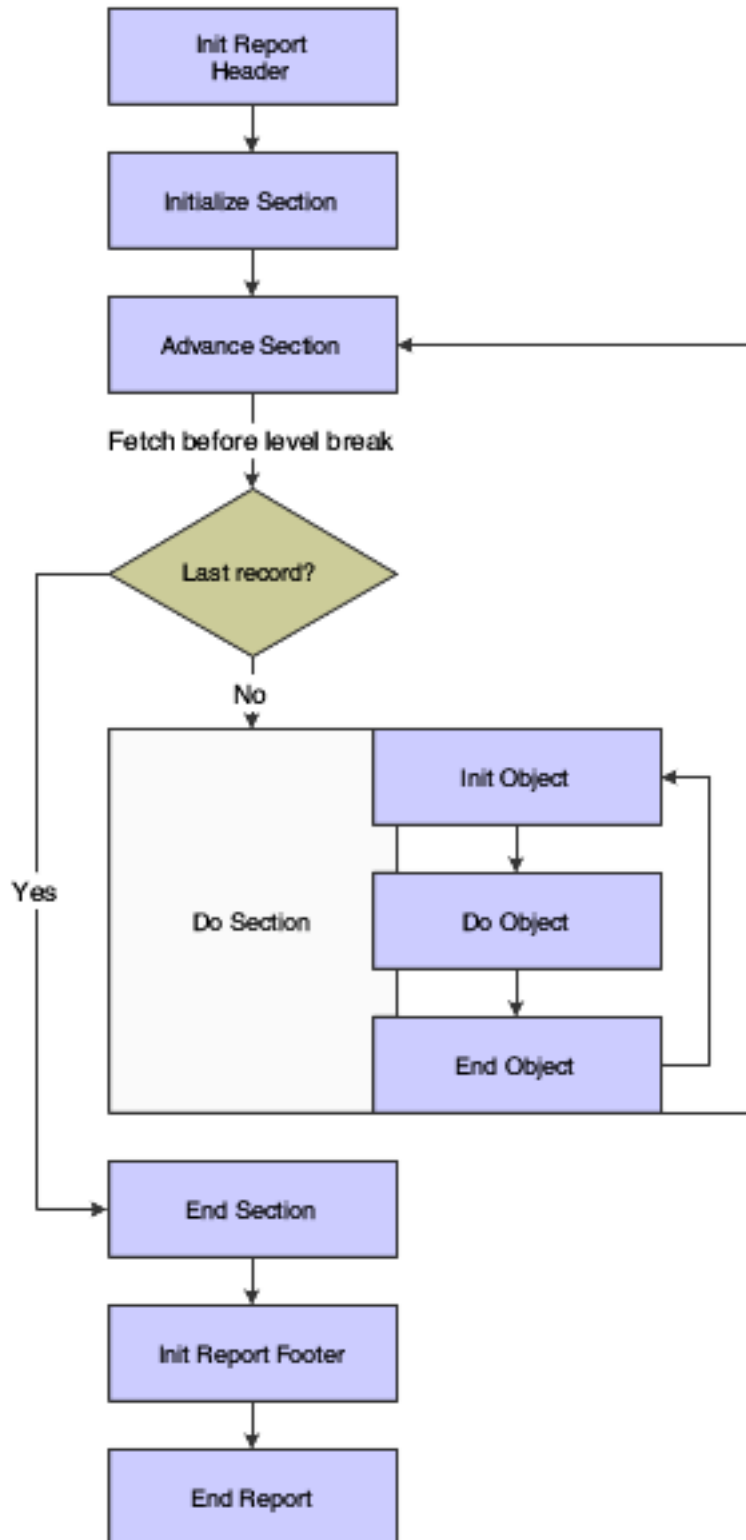 Init Report
Header
Initialize Section
Advance Section
Fetch before level break
Last record?
No
Init Object
Yes
Do Section
Do Object
End Object
End Section
Init Report Footer
End Report